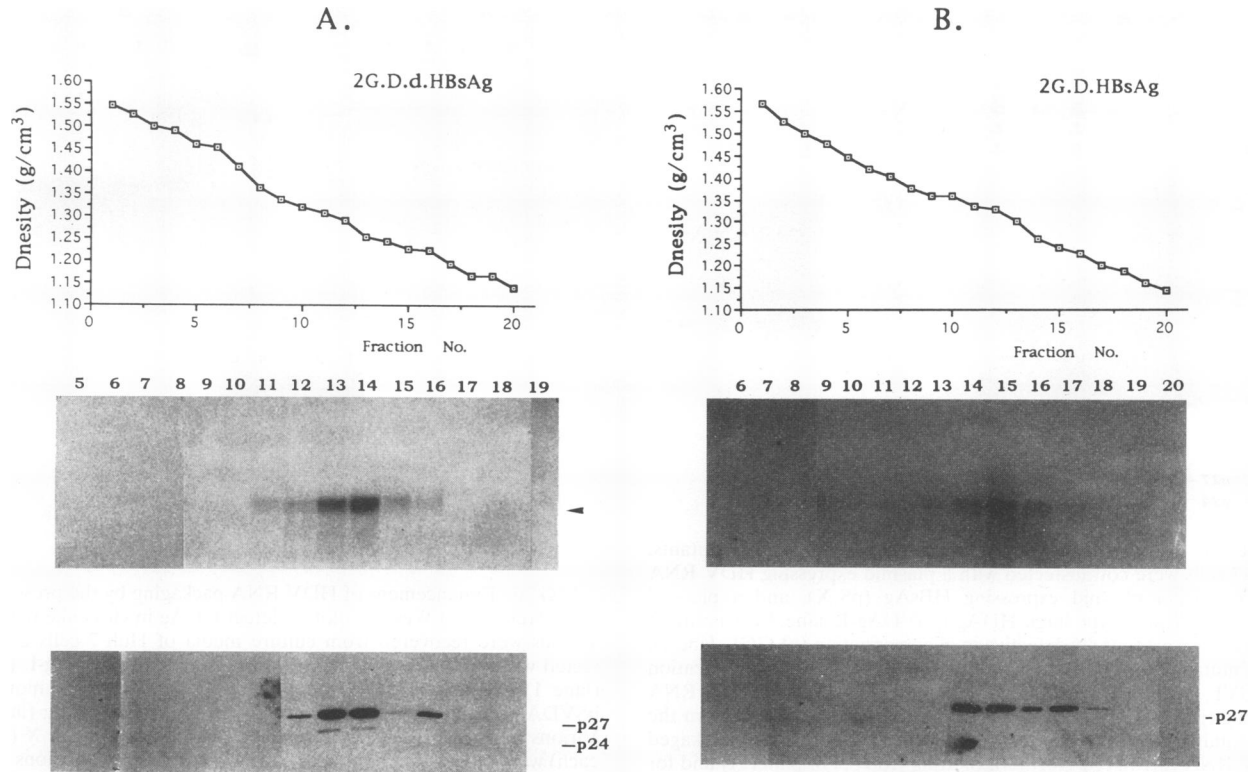 A.
2G.D.d.HBsAg
Dnesity (g/cm³)
1.60
1.55
1.50
1.45
1.40
1.35
1.30
1.25
1.20
1.15
1.10
0 5 10 15 20
Fraction No.
5 6 7 8 9 10 11 12 13 14 15 16 17 18 19
–p27
–p24
B.
2G.D.HBsAg
Dnesity (g/cm³)
1.60
1.55
1.50
1.45
1.40
1.35
1.30
1.25
1.20
1.15
1.10
0 5 10 15 20
Fraction No.
6 7 8 9 10 11 12 13 14 15 16 17 18 19 20
-p27